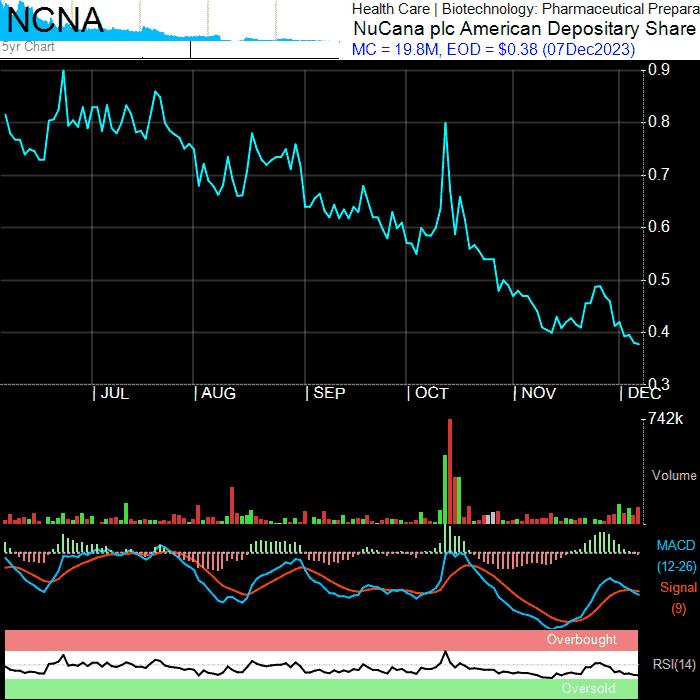 NCNA
5yr Chart
Health Care | Biotechnology: Pharmaceutical Prepara
NuCana plc American Depositary Share
MC = 19.8M, EOD = $0.38 (07Dec2023)
0.9
0.8
0.7
0.6
0.5
0.4
0.3
| JUL | AUG | SEP | OCT | NOV | DEC
742k
Volume
MACD
(12-26)
Signal
(9)
Overbought
RSI(14)
Oversold